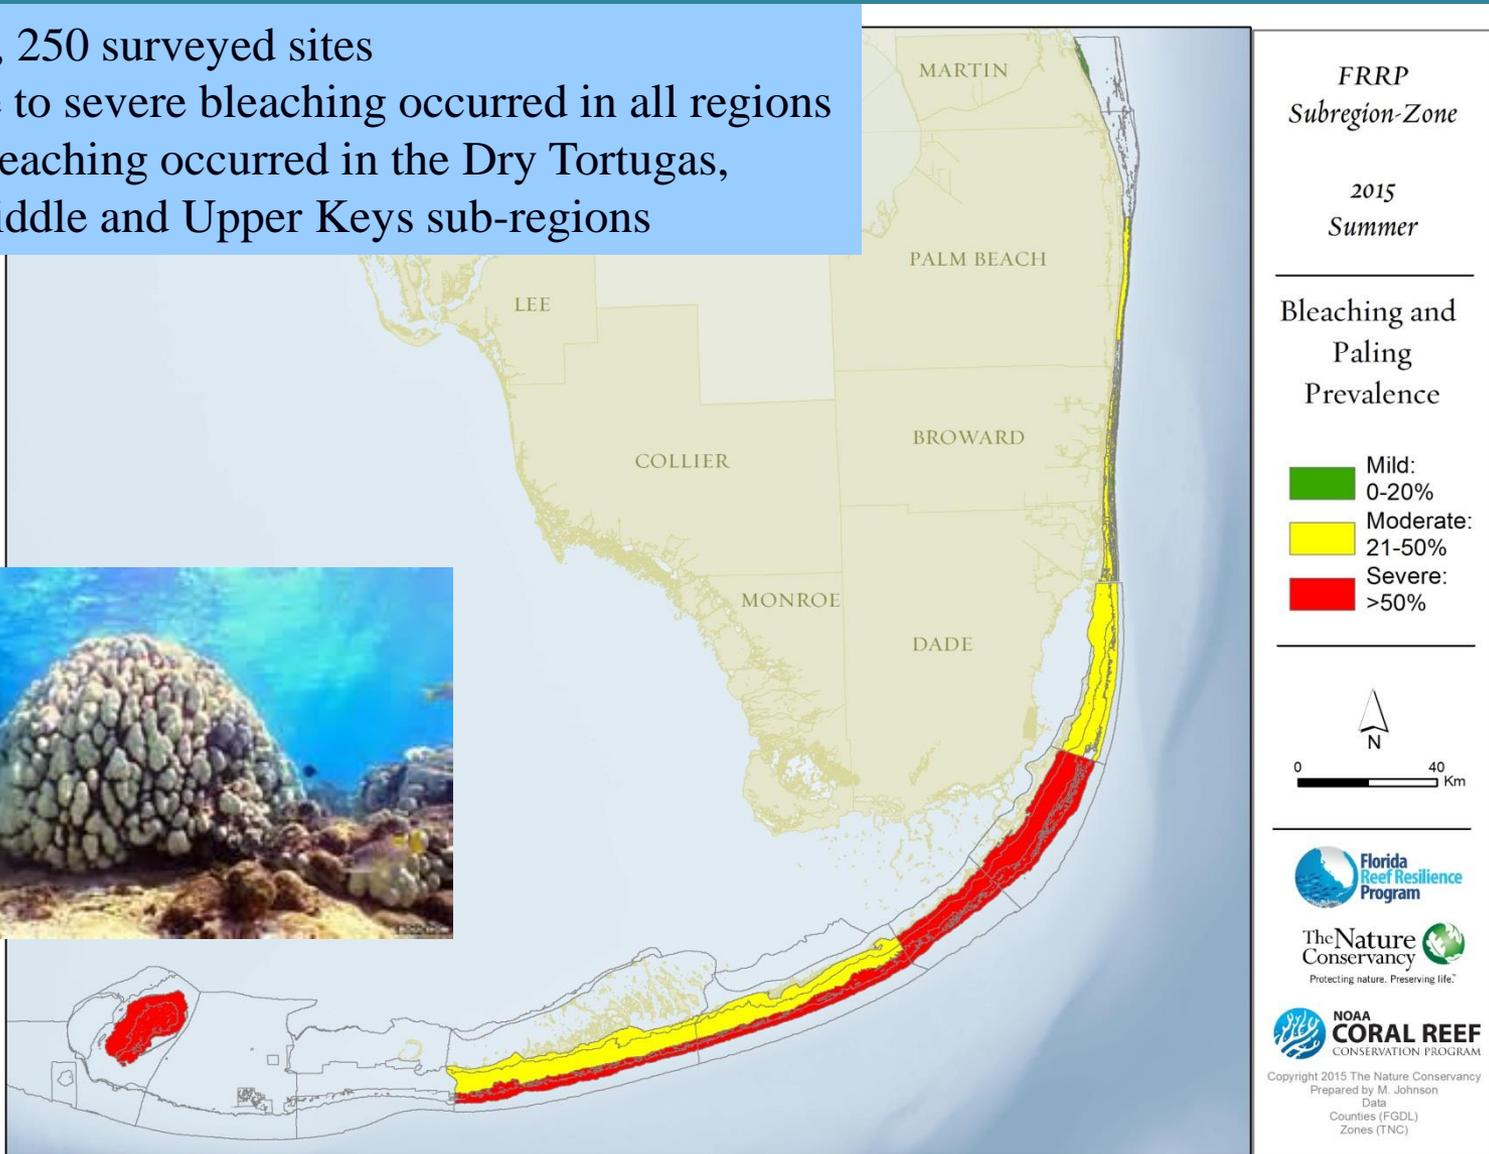 , 250 surveyed sites
to severe bleaching occurred in all regions
eaching occurred in the Dry Tortugas,
iddle and Upper Keys sub-regions
MARTIN
PALM BEACH
LEE
BROWARD
COLLIER
MONROE
DADE
FRRP
Subregion-Zone
2015
Summer
Bleaching and
Paling
Prevalence
Mild:
0-20%
Moderate:
21-50%
Severe:
>50%
N
0 40
Km
Florida
Reef Resilience
Program
The Nature
Conservancy
Protecting nature. Preserving life.™
NOAA
CORAL REEF
CONSERVATION PROGRAM
Copyright 2015 The Nature Conservancy
Prepared by M. Johnson
Data
Counties (FGDL)
Zones (TNC)